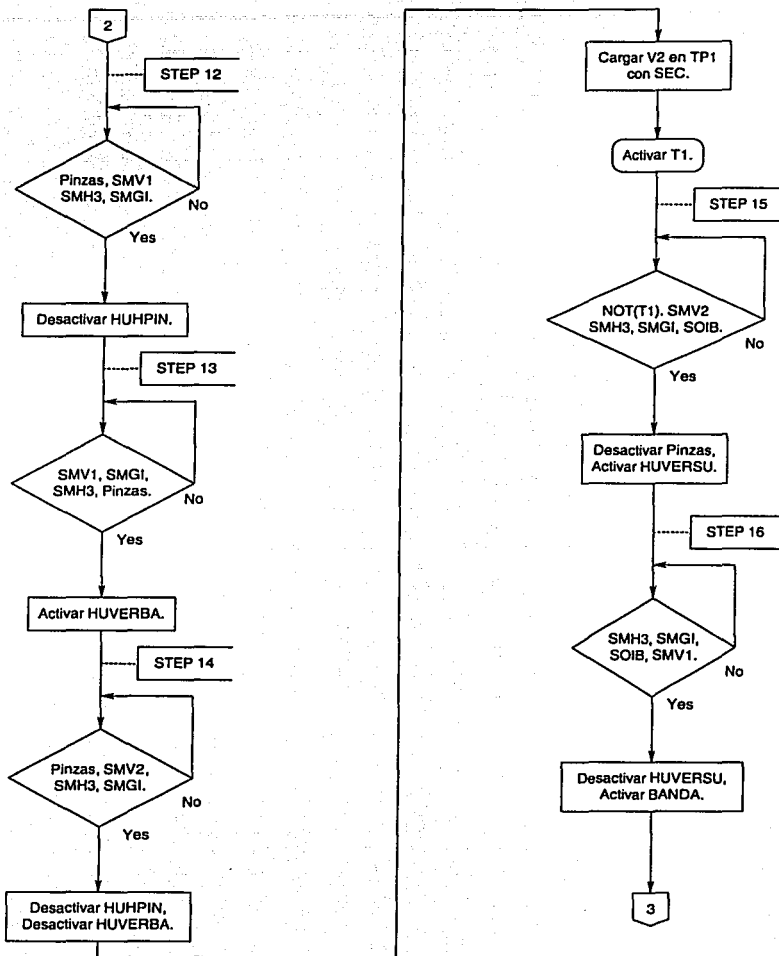 2
STEP 12
Pinzas, SMV1
SMH3, SMGI.
No
Yes
Desactivar HUHPIN.
STEP 13
SMV1, SMGI,
SMH3, Pinzas.
No
Yes
Activar HUVERBA.
STEP 14
Pinzas, SMV2,
SMH3, SMGI.
No
Yes
Desactivar HUHPIN,
Desactivar HUVERBA.
Cargar V2 en TP1
con SEC.
Activar T1.
STEP 15
NOT(T1). SMV2
SMH3, SMGI, SOIB.
No
Yes
Desactivar Pinzas,
Activar HUVERSU.
STEP 16
SMH3, SMGI,
SOIB, SMV1.
No
Yes
Desactivar HUVERSU,
Activar BANDA.
3